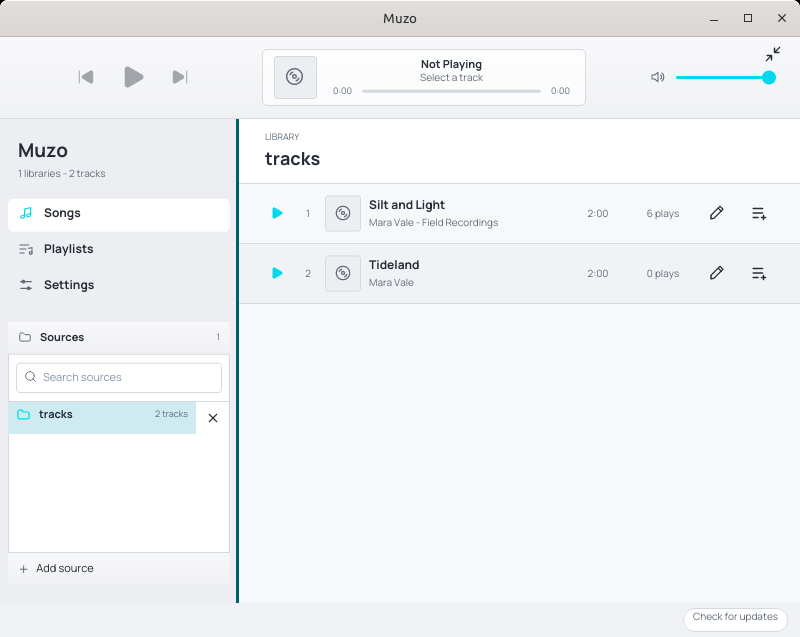 Muzo
Not Playing
Select a track
0:00 0:00
Muzo
1 libraries - 2 tracks
Songs
Playlists
Settings
Sources 1
Search sources
tracks 2 tracks
Add source
LIBRARY
tracks
1 Silt and Light 2:00 6 plays
Mara Vale - Field Recordings
2 Tideland 2:00 0 plays
Mara Vale
Check for updates